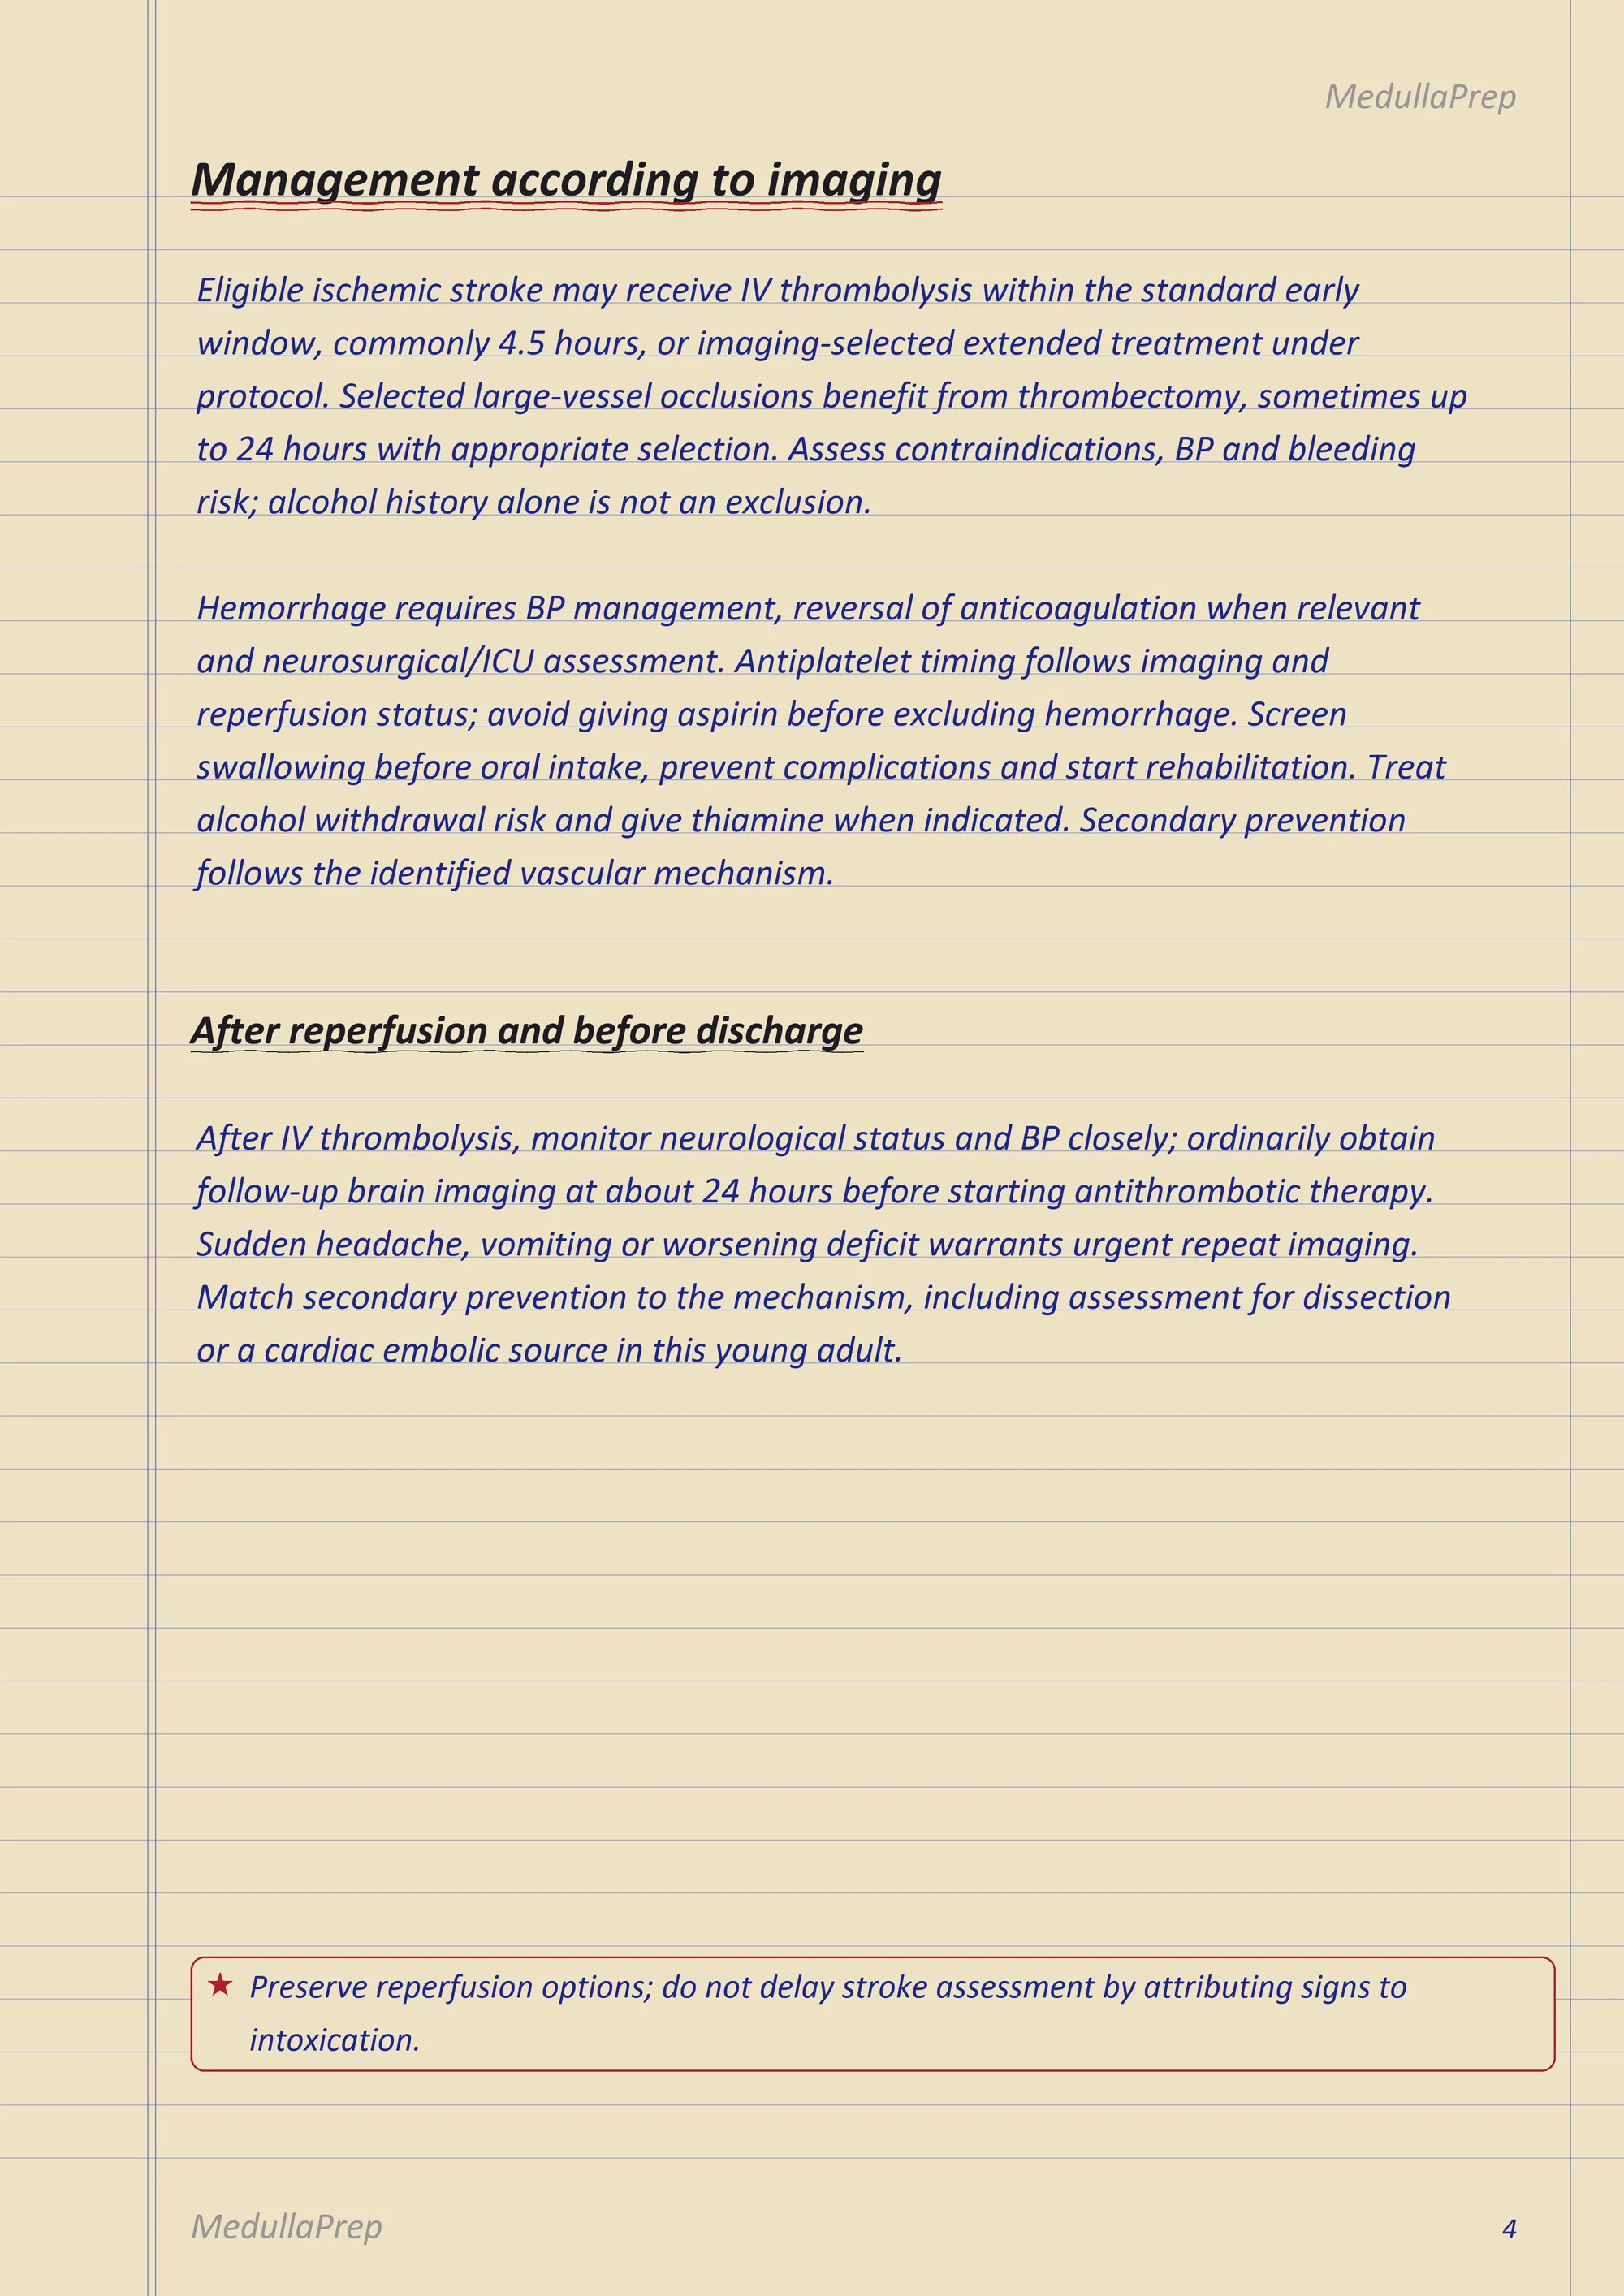 MedullaPrep
Management according to imaging
Eligible ischemic stroke may receive IV thrombolysis within the standard early
window, commonly 4.5 hours, or imaging-selected extended treatment under
protocol. Selected large-vessel occlusions benefit from thrombectomy, sometimes up
to 24 hours with appropriate selection. Assess contraindications, BP and bleeding
risk; alcohol history alone is not an exclusion.
Hemorrhage requires BP management, reversal of anticoagulation when relevant
and neurosurgical/ICU assessment. Antiplatelet timing follows imaging and
reperfusion status; avoid giving aspirin before excluding hemorrhage. Screen
swallowing before oral intake, prevent complications and start rehabilitation. Treat
alcohol withdrawal risk and give thiamine when indicated. Secondary prevention
follows the identified vascular mechanism.
After reperfusion and before discharge
After IV thrombolysis, monitor neurological status and BP closely; ordinarily obtain
follow-up brain imaging at about 24 hours before starting antithrombotic therapy.
Sudden headache, vomiting or worsening deficit warrants urgent repeat imaging.
Match secondary prevention to the mechanism, including assessment for dissection
or a cardiac embolic source in this young adult.
★ Preserve reperfusion options; do not delay stroke assessment by attributing signs to
intoxication.
MedullaPrep
4